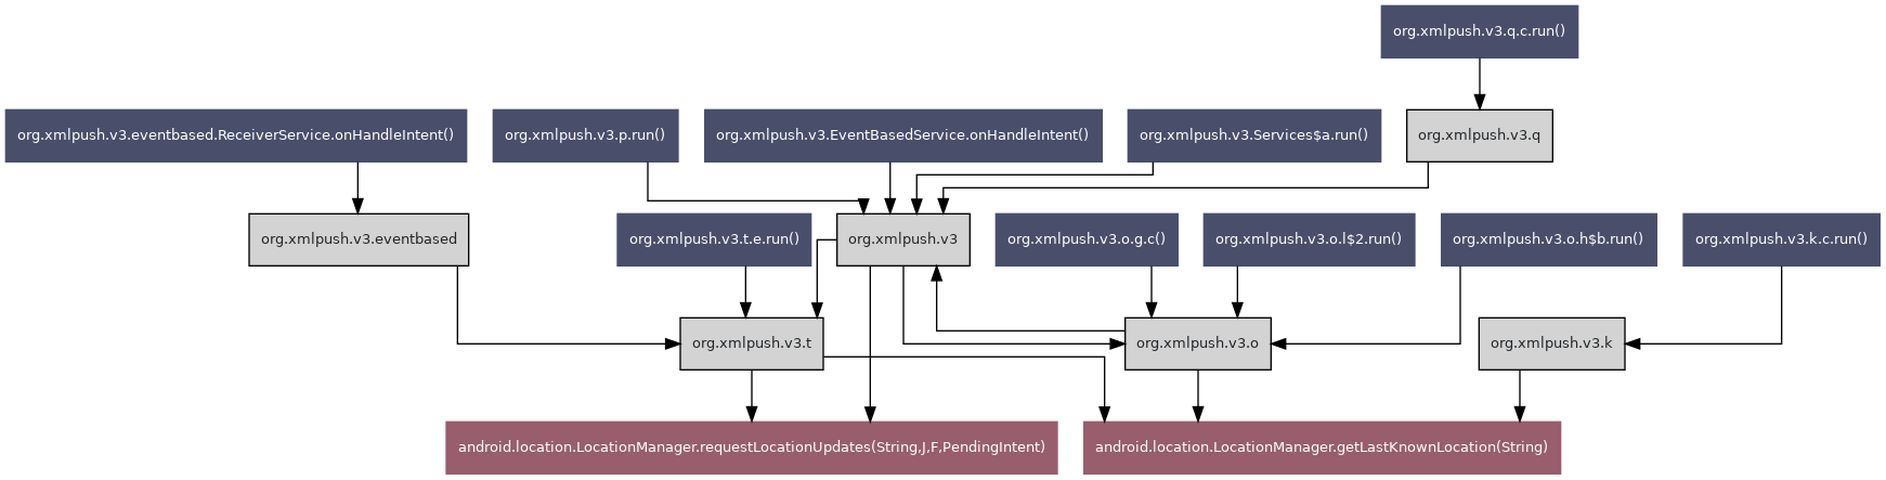 org.xmlpush.v3.q.c.run()
org.xmlpush.v3.eventbased.ReceiverService.onHandleIntent()
org.xmlpush.v3.p.run()
org.xmlpush.v3.EventBasedService.onHandleIntent()
org.xmlpush.v3.Services$a.run()
org.xmlpush.v3.q
org.xmlpush.v3.eventbased
org.xmlpush.v3.t.e.run()
org.xmlpush.v3
org.xmlpush.v3.o.g.c()
org.xmlpush.v3.o.l$2.run()
org.xmlpush.v3.o.h$b.run()
org.xmlpush.v3.k.c.run()
org.xmlpush.v3.t
org.xmlpush.v3.o
org.xmlpush.v3.k
android.location.LocationManager.requestLocationUpdates(String,J,F,PendingIntent)
android.location.LocationManager.getLastKnownLocation(String)